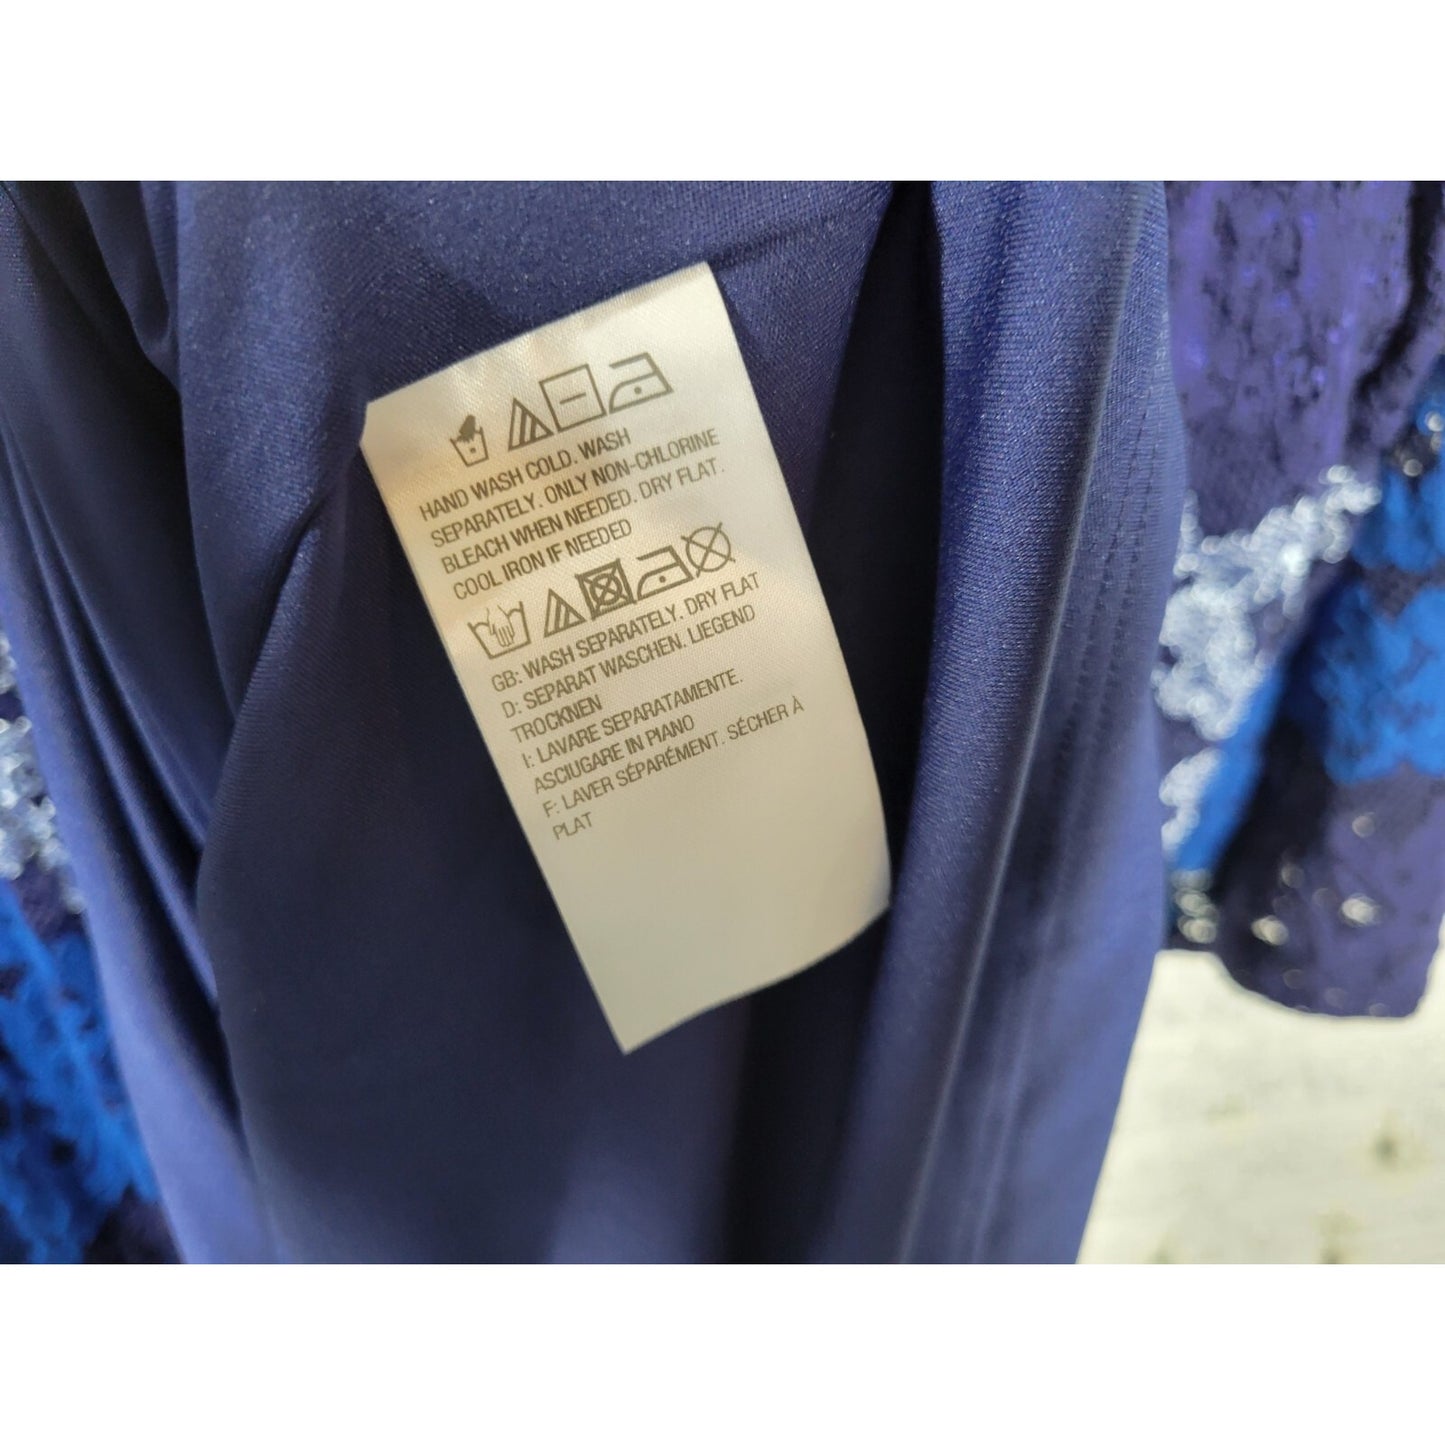 HAND WASH COLD. WASH
SEPARATELY. ONLY NON-CHLORINE
BLEACH WHEN NEEDED. DRY FLAT.
COOL IRON IF NEEDED
GB: WASH SEPARATELY. DRY FLAT
D: SEPARAT WASCHEN. LIEGEND
TROCKNEN
I: LAVARE SEPARATAMENTE.
ASCIUGARE IN PIANO
F: LAVER SÉPARÉMENT. SÉCHER À
PLAT